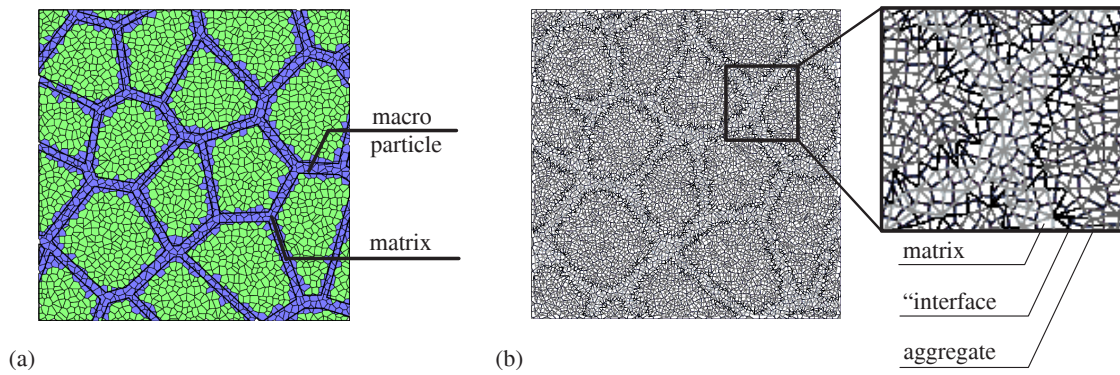 macro
particle
matrix
matrix
“interface
aggregate
(a)
(b)